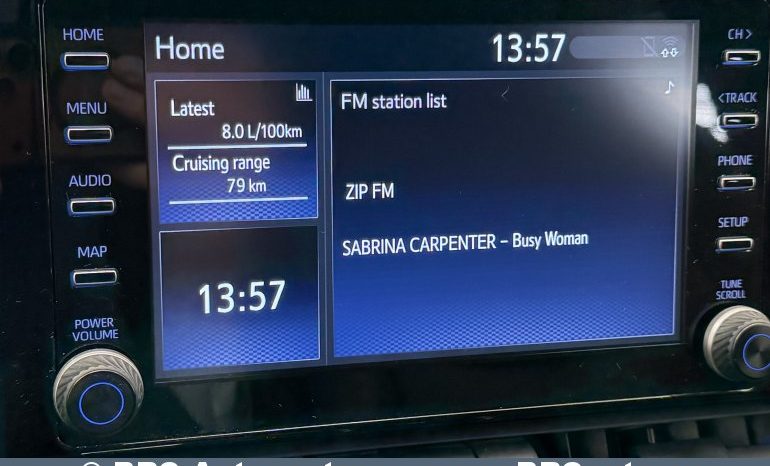 HOME
MENU
AUDIO
MAP
POWER
VOLUME
Home
13:57
Latest
8.0 L/100km
Cruising range
79 km
13:57
FM station list
ZIP FM
SABRINA CARPENTER – Busy Woman
CH >
<TRACK
PHONE
SETUP
TUNE
SCROLL